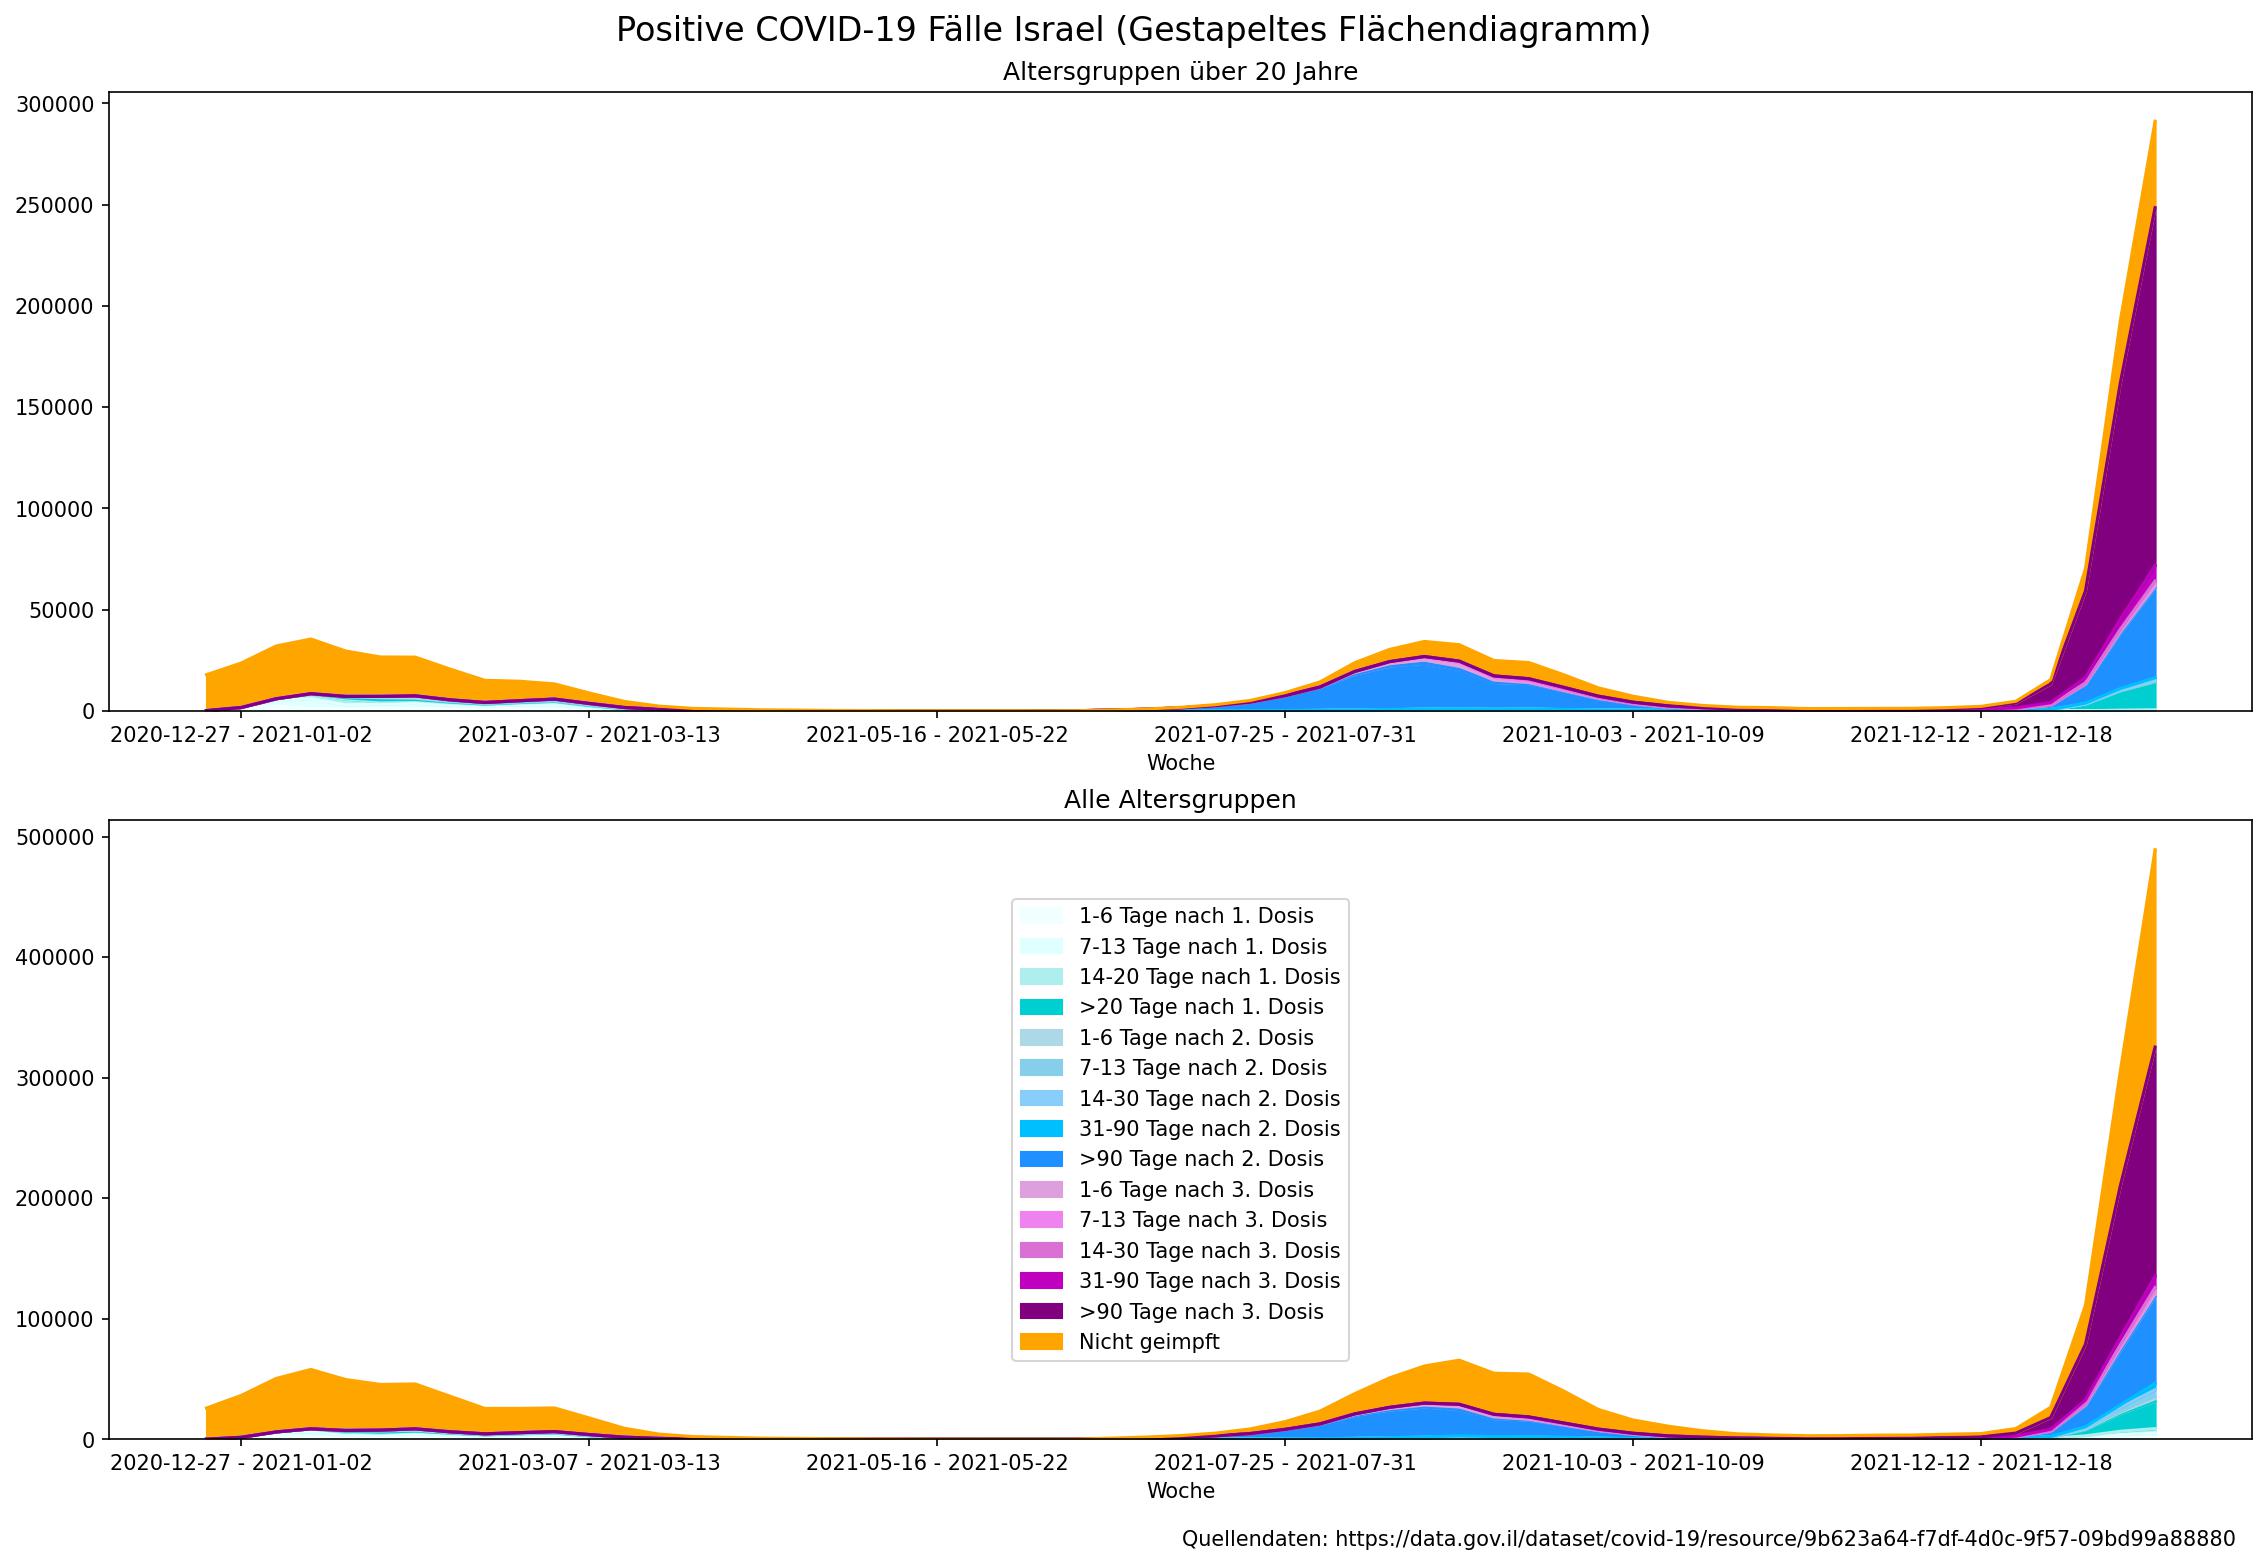 Positive COVID-19 Fälle Israel (Gestapeltes Flächendiagramm)
Altersgruppen über 20 Jahre
300000
250000
200000
150000
100000
50000
0
2020-12-27 - 2021-01-02 2021-03-07 - 2021-03-13 2021-05-16 - 2021-05-22 2021-07-25 - 2021-07-31 2021-10-03 - 2021-10-09 2021-12-12 - 2021-12-18
Woche
Alle Altersgruppen
500000
400000
300000
200000
100000
0
1-6 Tage nach 1. Dosis
7-13 Tage nach 1. Dosis
14-20 Tage nach 1. Dosis
>20 Tage nach 1. Dosis
1-6 Tage nach 2. Dosis
7-13 Tage nach 2. Dosis
14-30 Tage nach 2. Dosis
31-90 Tage nach 2. Dosis
>90 Tage nach 2. Dosis
1-6 Tage nach 3. Dosis
7-13 Tage nach 3. Dosis
14-30 Tage nach 3. Dosis
31-90 Tage nach 3. Dosis
>90 Tage nach 3. Dosis
Nicht geimpft
2020-12-27 - 2021-01-02 2021-03-07 - 2021-03-13 2021-05-16 - 2021-05-22 2021-07-25 - 2021-07-31 2021-10-03 - 2021-10-09 2021-12-12 - 2021-12-18
Woche
Quellendaten: https://data.gov.il/dataset/covid-19/resource/9b623a64-f7df-4d0c-9f57-09bd99a88880